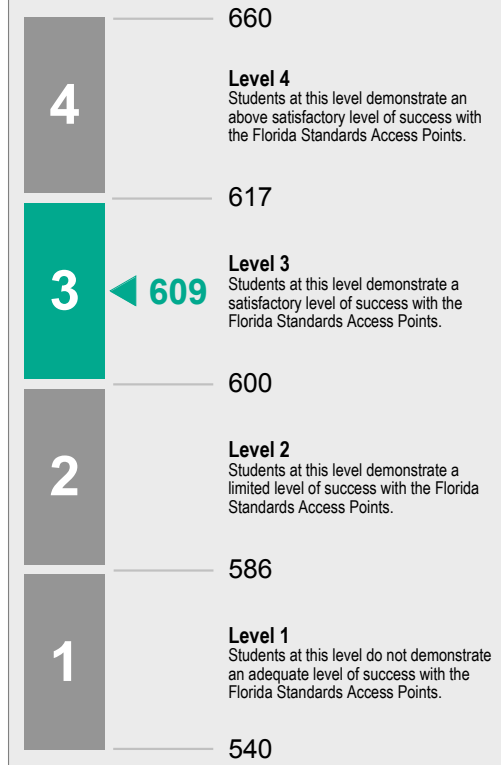 660
4
Level 4
Students at this level demonstrate an
above satisfactory level of success with
the Florida Standards Access Points.
617
3
609
Level 3
Students at this level demonstrate a
satisfactory level of success with the
Florida Standards Access Points.
600
2
Level 2
Students at this level demonstrate a
limited level of success with the Florida
Standards Access Points.
586
1
Level 1
Students at this level do not demonstrate
an adequate level of success with the
Florida Standards Access Points.
540